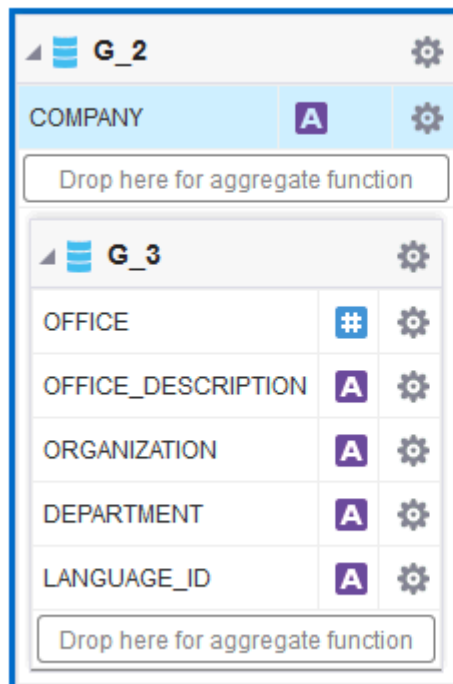 G_2
COMPANY A
Drop here for aggregate function
G_3
OFFICE #
OFFICE_DESCRIPTION A
ORGANIZATION A
DEPARTMENT A
LANGUAGE_ID A
Drop here for aggregate function